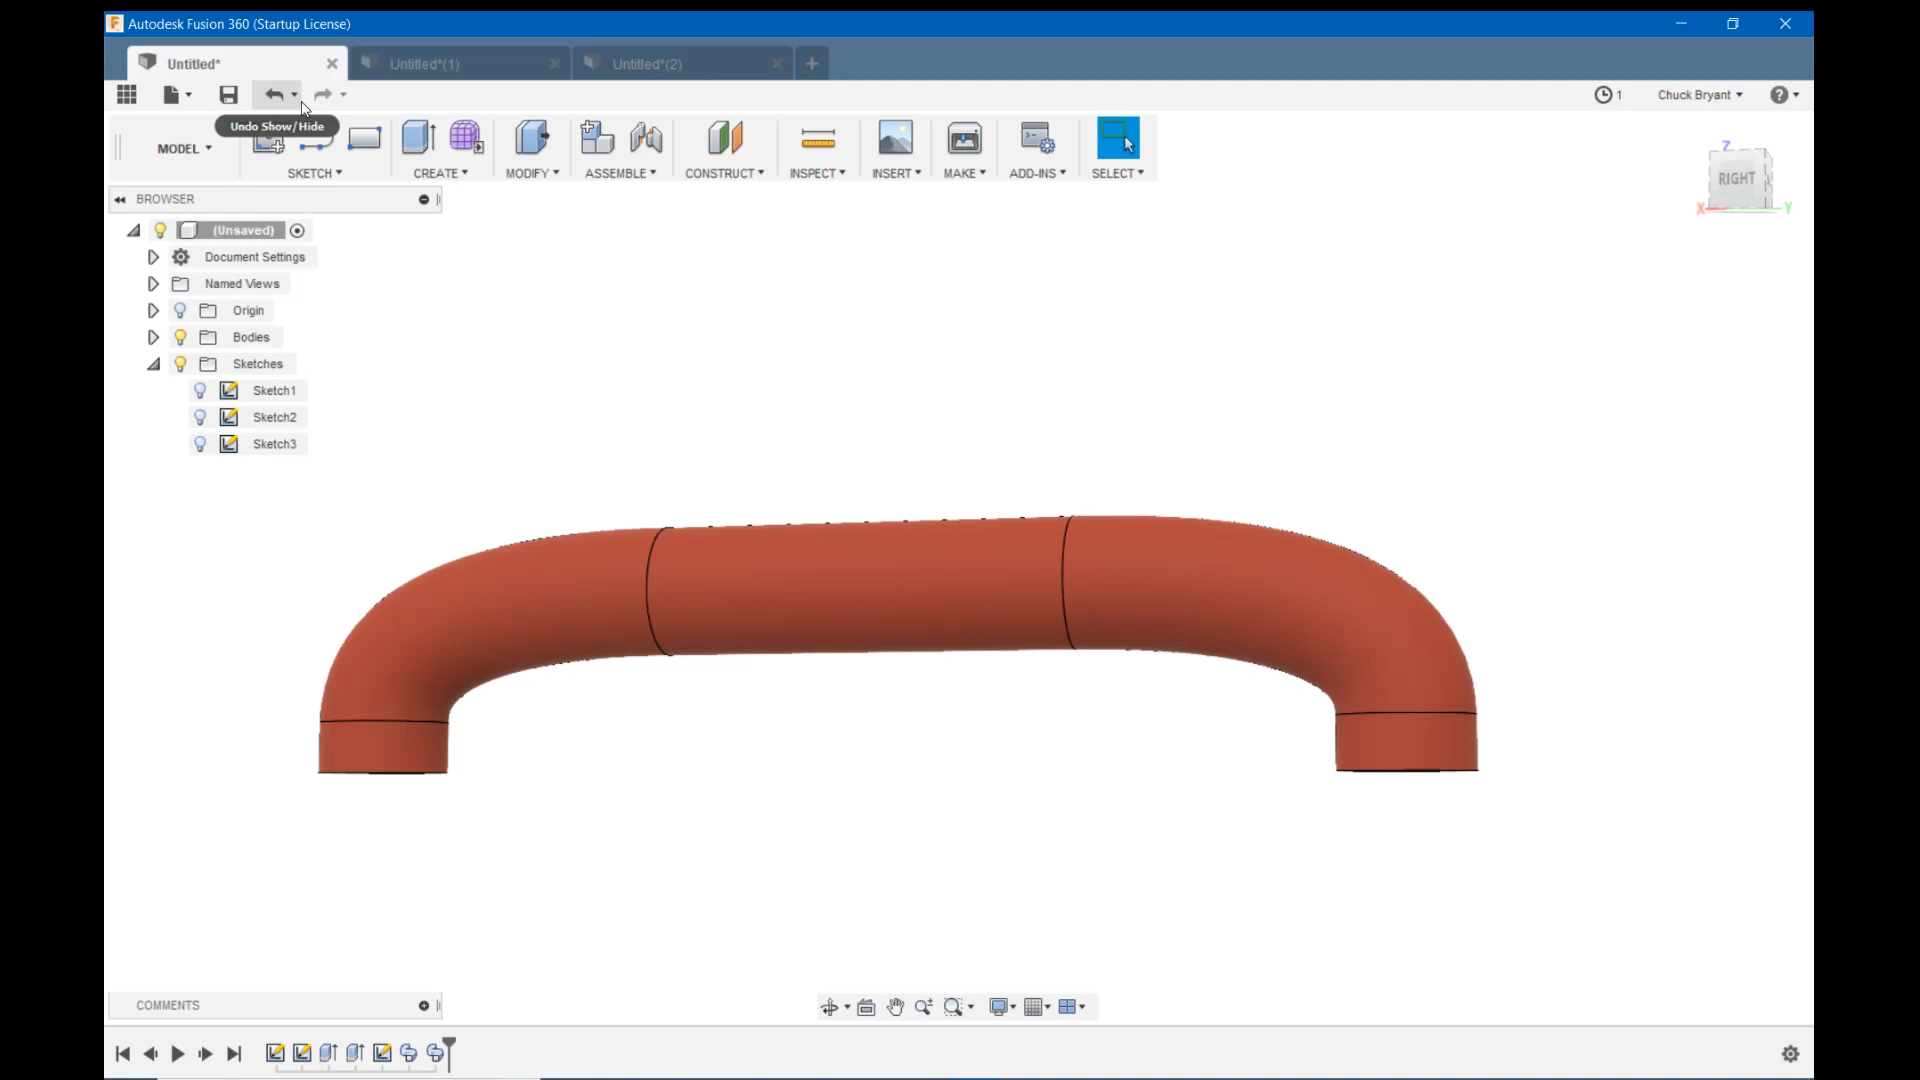 Autodesk Fusion 360 (Startup License)
Untitled*
Untitled*(1)
Untitled*(2)
1
Chuck Bryant
Undo Show/Hide
MODEL
SKETCH
CREATE
MODIFY
ASSEMBLE
CONSTRUCT
INSPECT
INSERT
MAKE
ADD-INS
SELECT
Z
RIGHT
X
Y
BROWSER
(Unsaved)
Document Settings
Named Views
Origin
Bodies
Sketches
Sketch1
Sketch2
Sketch3
COMMENTS